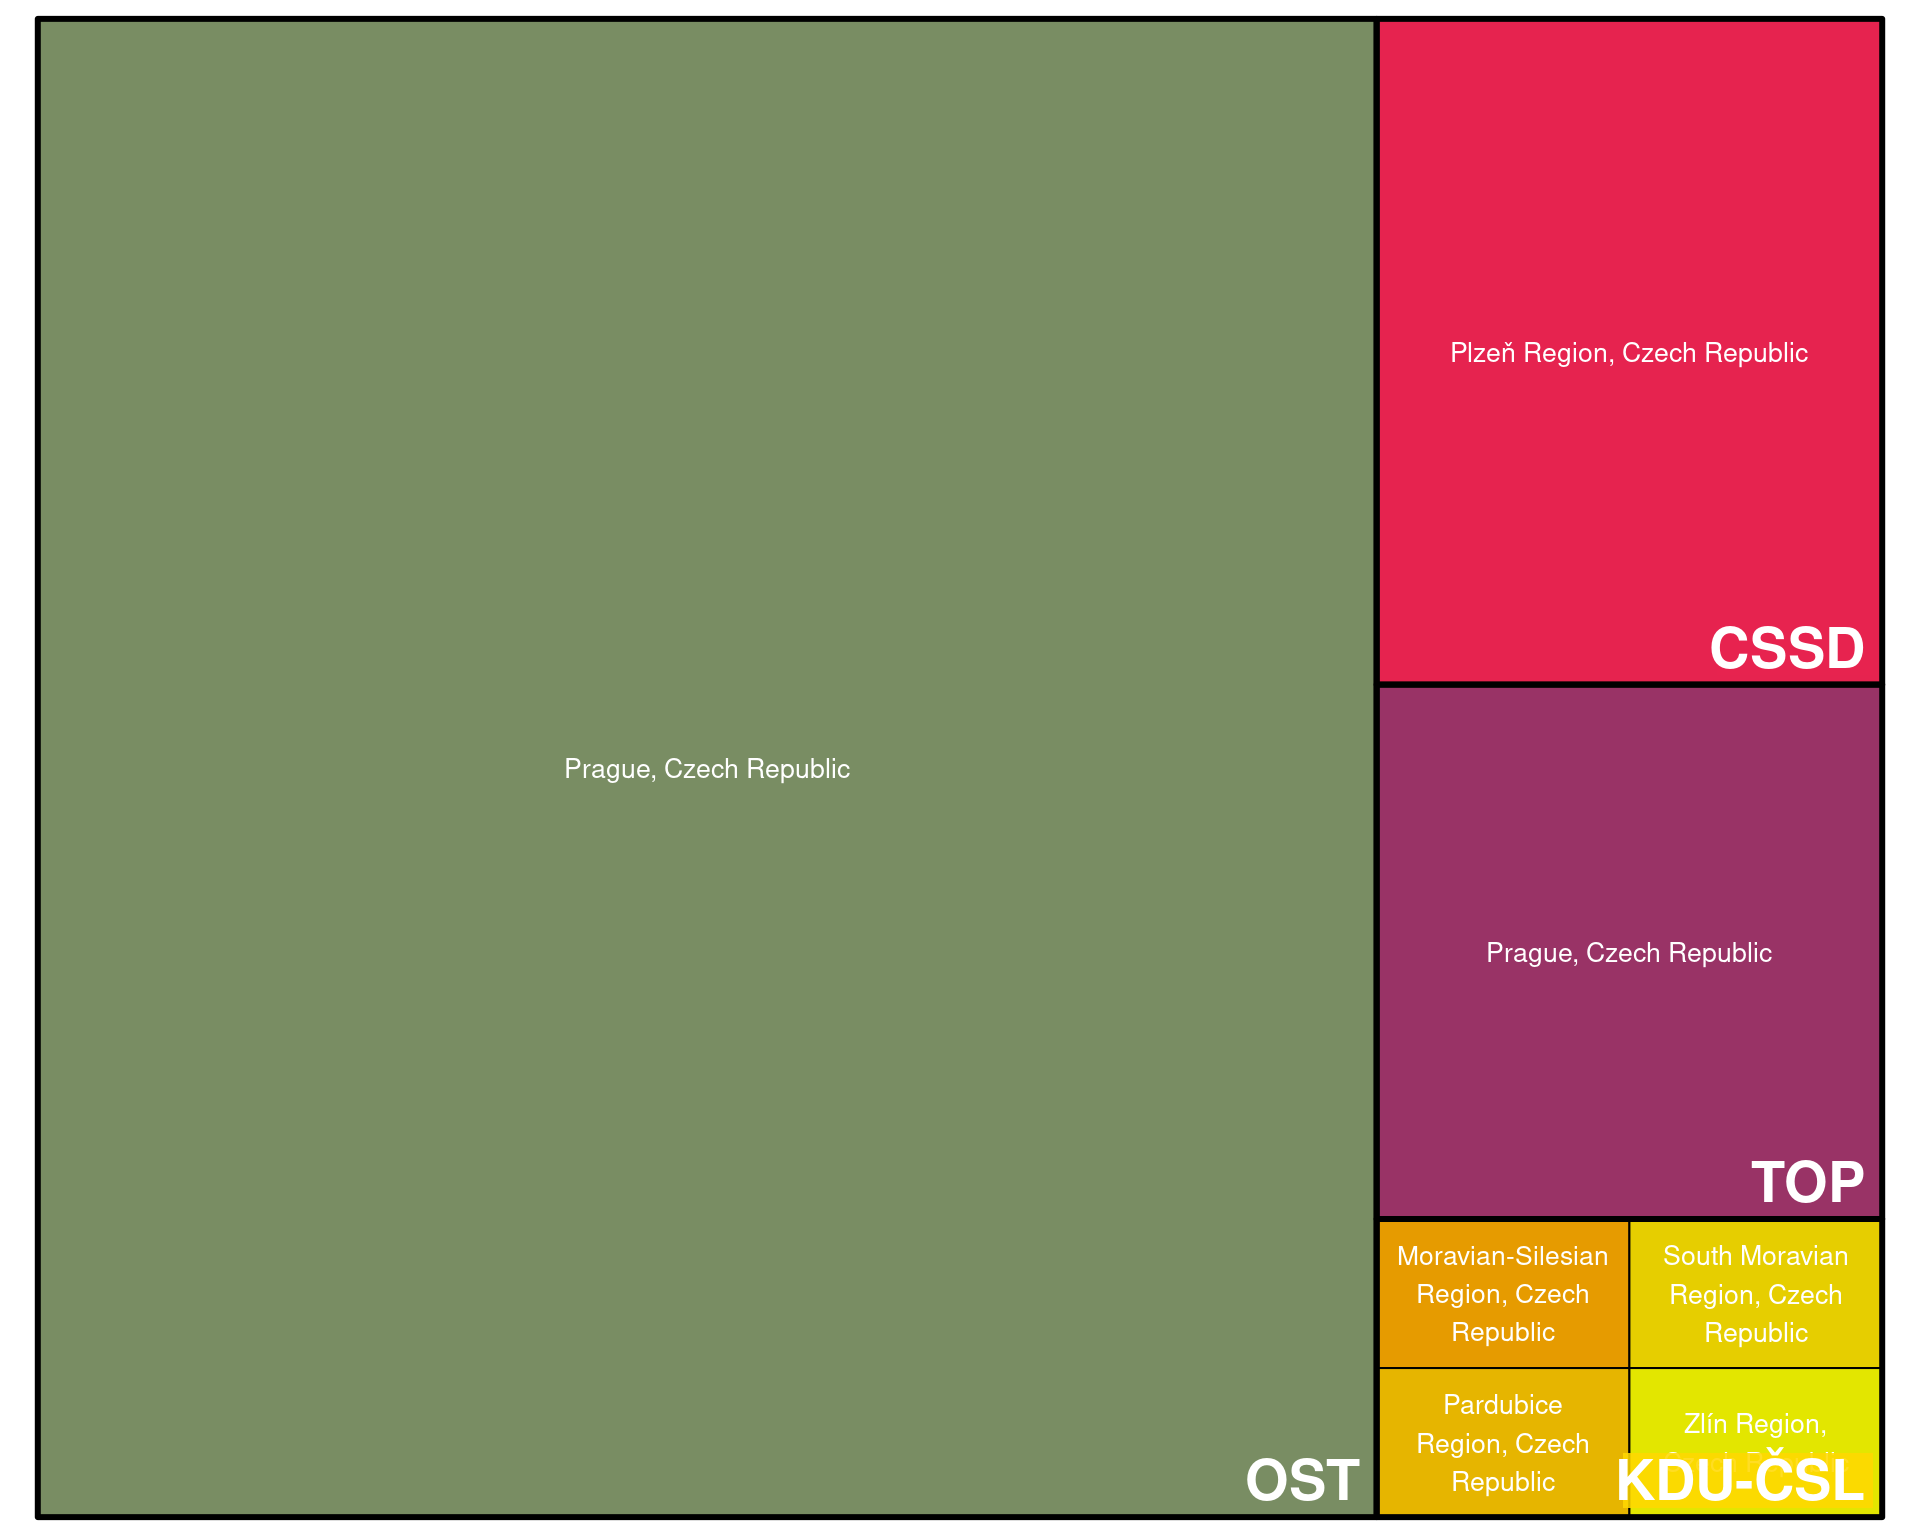 Prague, Czech Republic
OST
Plzeň Region, Czech Republic
CSSD
Prague, Czech Republic
TOP
Moravian-Silesian
Region, Czech
Republic
South Moravian
Region, Czech
Republic
Pardubice
Region, Czech
Republic
Zlín Region,
KDU-ČSL